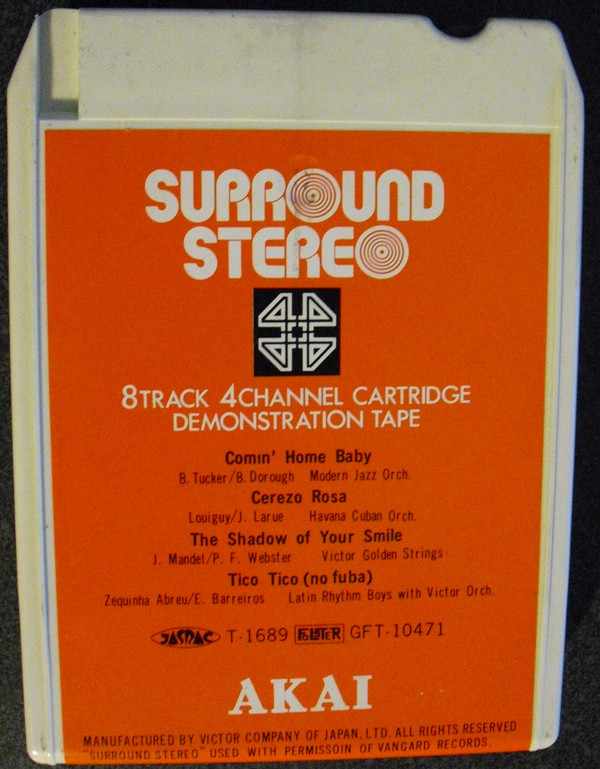 SURROUND
STEREO
8TRACK 4CHANNEL CARTRIDGE
DEMONSTRATION TAPE
Comin' Home Baby
B. Tucker/B. Dorough Modern Jazz Orch.
Cerezo Rosa
Louiguy/J. Larue Havana Cuban Orch.
The Shadow of Your Smile
J. Mandel/P. F. Webster Victor Golden Strings
Tico Tico (no fuba)
Zequinha Abreu/E. Barreiros Latin Rhythm Boys with Victor Orch.
JASRAC T-1689 GFT-10471
AKAI
MANUFACTURED BY VICTOR COMPANY OF JAPAN, LTD. ALL RIGHTS RESERVED
"SURROUND STEREO" USED WITH PERMISSOIN OF VANGARD RECORDS.